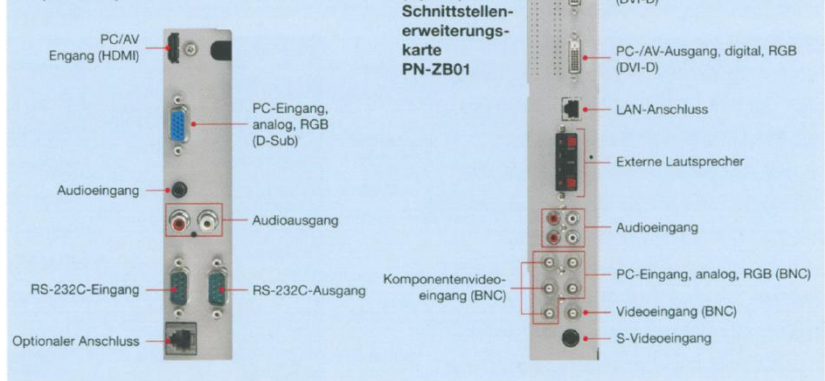 PC/AV
Eingang (HDMI)
PC-Eingang,
analog, RGB
(D-Sub)
Audioeingang
Audioausgang
RS-232C-Eingang
RS-232C-Ausgang
Optionaler Anschluss
Schnittstellen-
erweiterungs-
karte
PN-ZB01
(DVI-D)
PC-/AV-Ausgang, digital, RGB
(DVI-D)
LAN-Anschluss
Externe Lautsprecher
Audioeingang
Komponentenvideo-
eingang (BNC)
PC-Eingang, analog, RGB (BNC)
Videoeingang (BNC)
S-Videoeingang